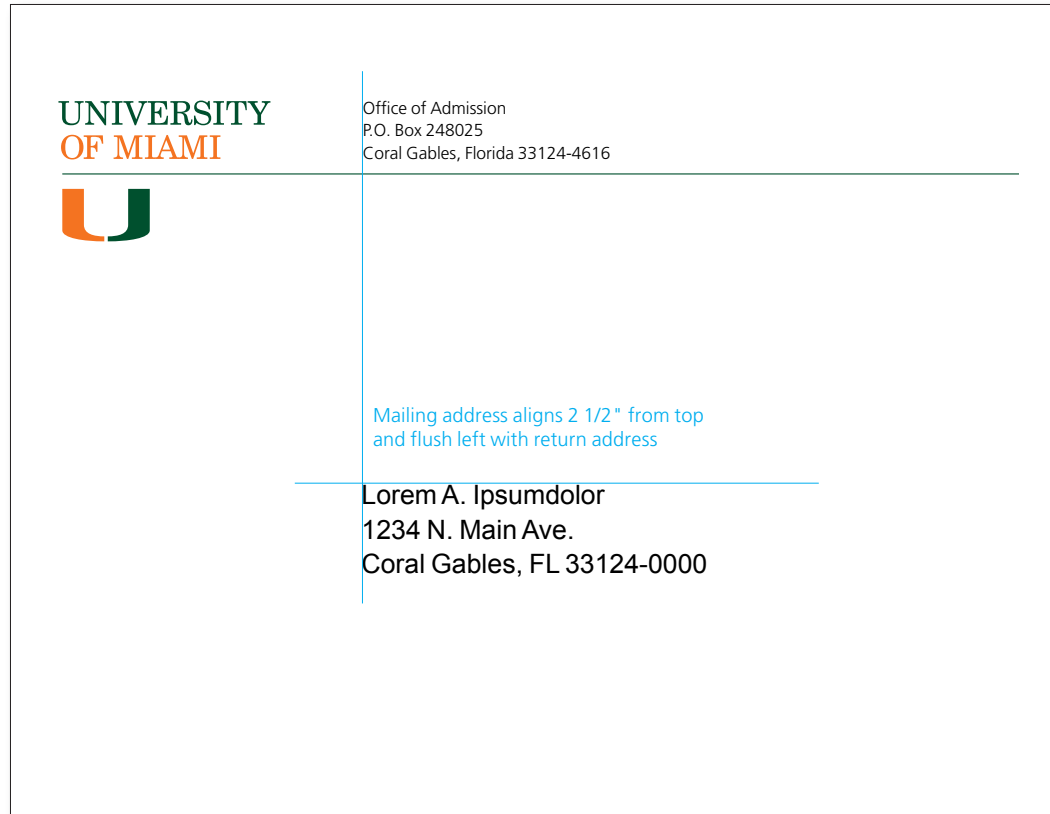 UNIVERSITY
OF MIAMI
Office of Admission
P.O. Box 248025
Coral Gables, Florida 33124-4616
U
Mailing address aligns 2 1/2" from top
and flush left with return address
Lorem A. Ipsumdolor
1234 N. Main Ave.
Coral Gables, FL 33124-0000